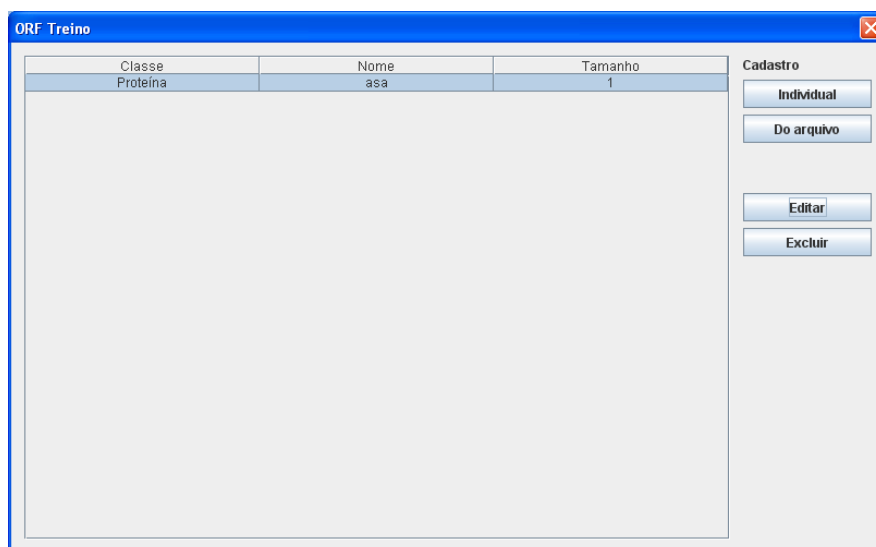 ORF Treino
Classe Nome Tamanho
Proteína asa 1
Cadastro
Individual
Do arquivo
Editar
Excluir